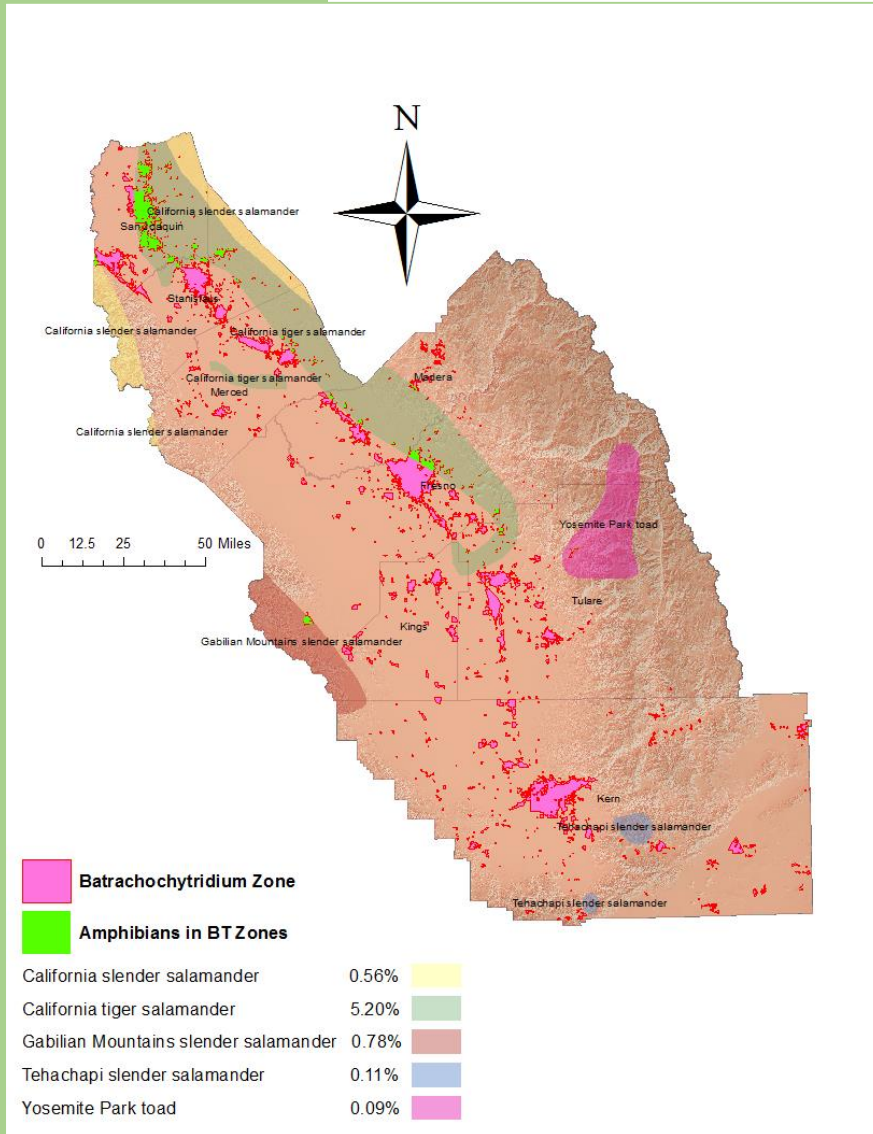 N
California slender salamander
San Joaquin
Stanislaus
California slender salamander
California tiger salamander
California tiger salamander
Madera
Merced
California slender salamander
Fresno
Yosemite Park toad
0 12.5 25 50 Miles
Tulare
Kings
Gabilian Mountains slender salamander
Kern
Tehachapi slender salamander
Tehachapi slender salamander
Batrachochytridium Zone
Amphibians in BT Zones
California slender salamander 0.56%
California tiger salamander 5.20%
Gabilian Mountains slender salamander 0.78%
Tehachapi slender salamander 0.11%
Yosemite Park toad 0.09%